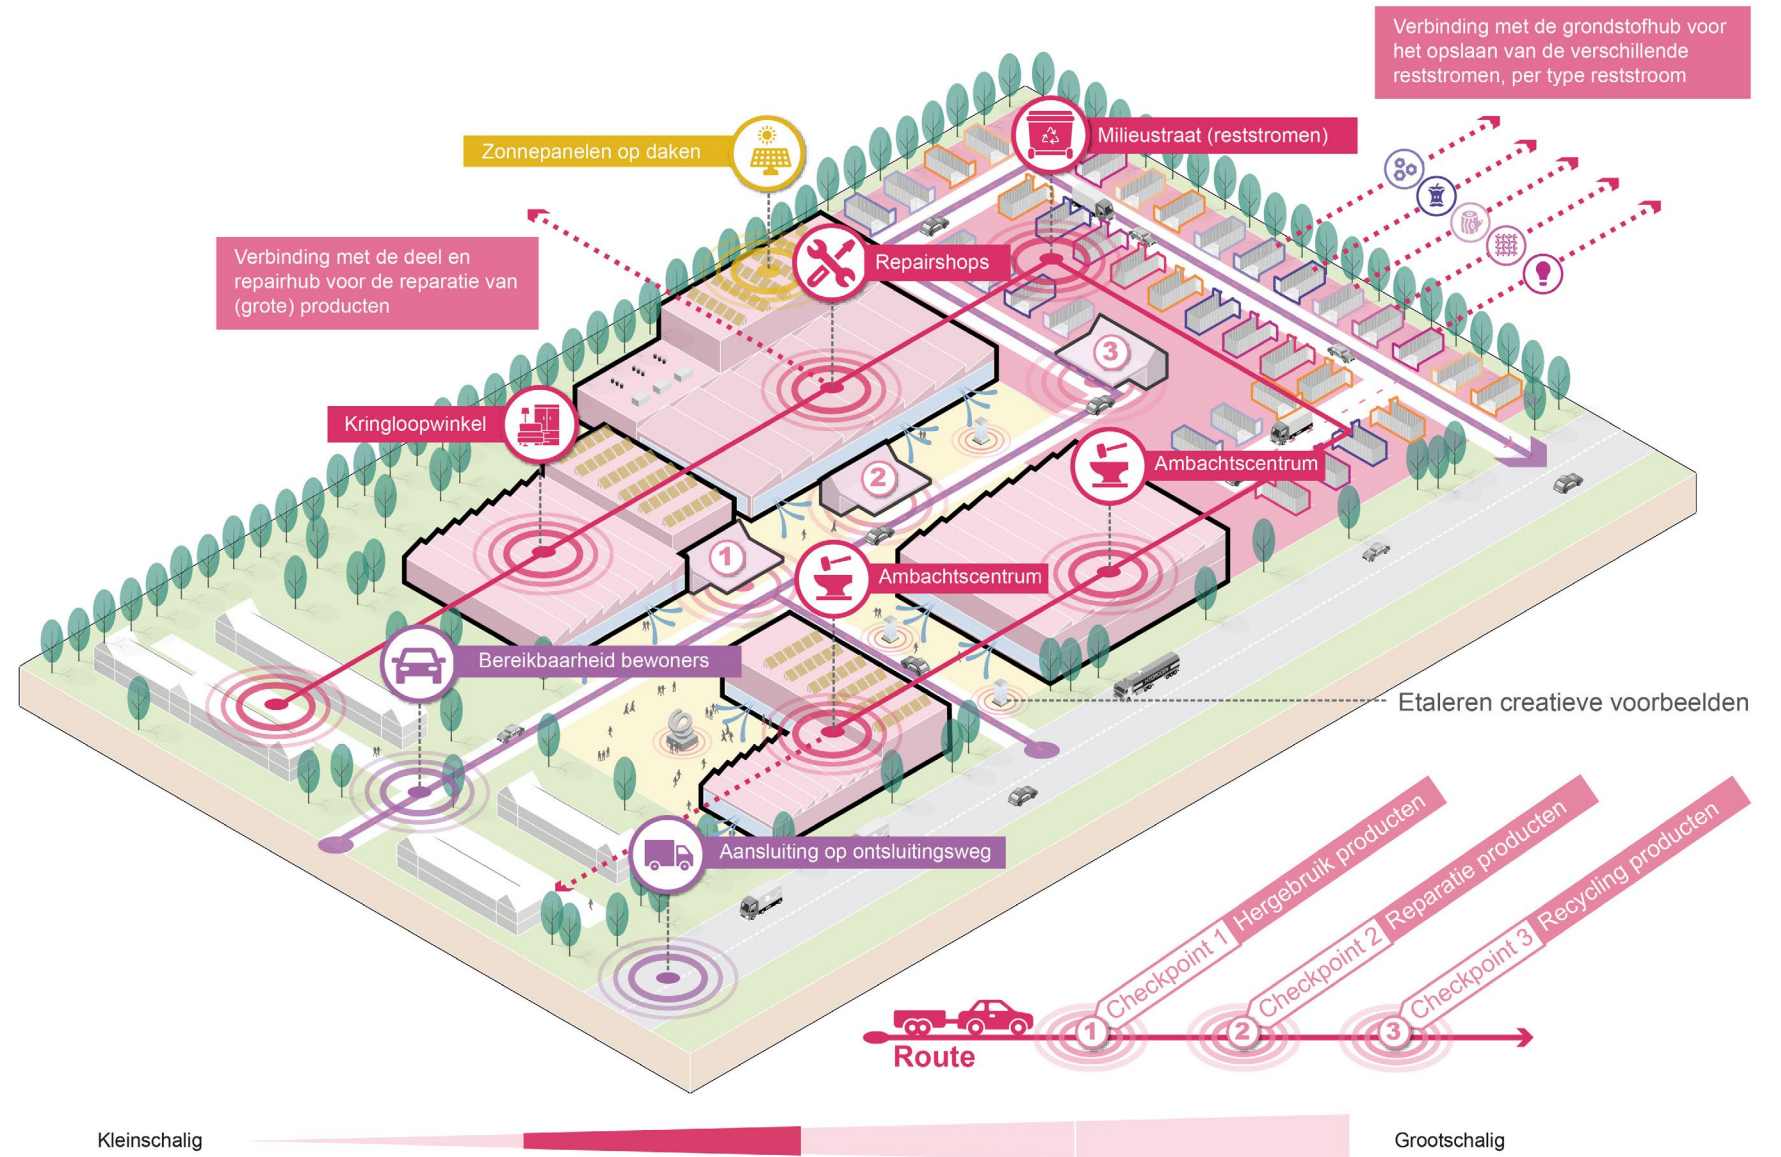 Verbinding met de grondstofhub voor
het opslaan van de verschillende
reststromen, per type reststroom
Milieustraat (reststromen)
Zonnepanelen op daken
Verbinding met de deel en
repairhub voor de reparatie van
(grote) producten
Repairshops
3
Kringloopwinkel
2
Ambachtscentrum
1
Ambachtscentrum
Bereikbaarheid bewoners
Etaleren creatieve voorbeelden
Aansluiting op ontsluitingsweg
Checkpoint 1 Hergebruik producten
Checkpoint 2 Reparatie producten
Checkpoint 3 Recycling producten
1
2
3
Route
Kleinschalig
Grootschalig